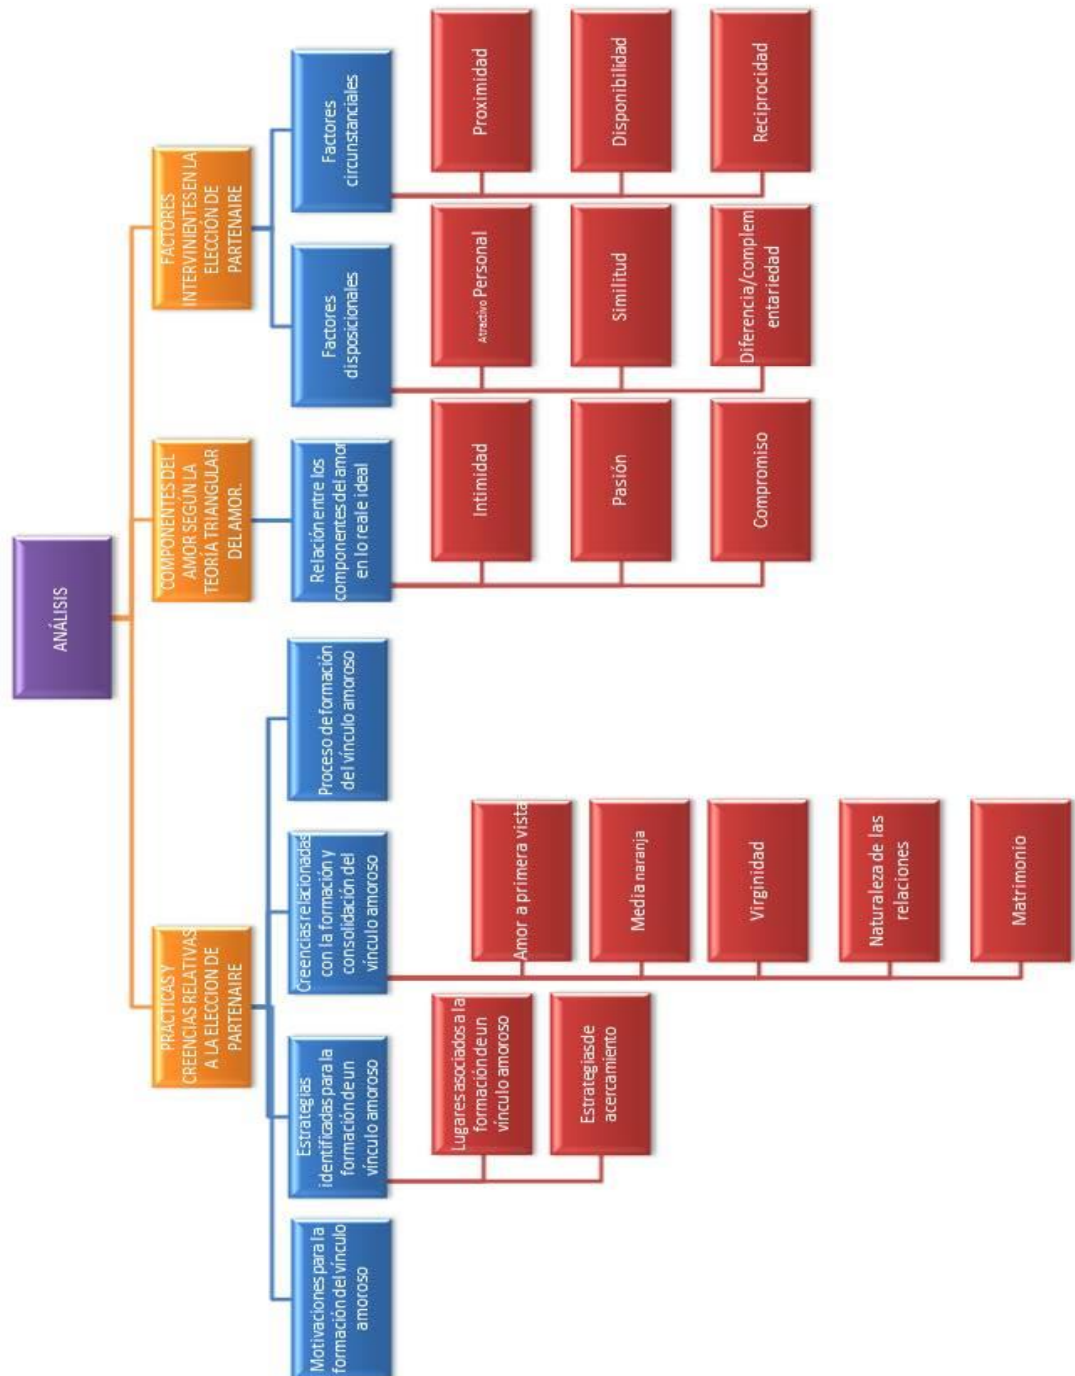 ANÁLISIS
PRÁCTICAS Y
CREENCIAS RELATIVAS
A LA ELECCION DE
PARTENAIRE
COMPONENTES DEL
AMOR SEGÚN LA
TEORÍA TRIANGULAR
DEL AMOR.
FACTORES
INTERVINIENTES EN LA
ELECCIÓN DE
PARTENAIRE
Motivaciones para la
formación del vínculo
amoroso
Estrategias
identificadas para la
formación de un
vínculo amoroso
Lugares asociados a la
formación de un
vínculo amoroso
Estrategias de
acercamiento
Creencias relacionadas
con la formación y
consolidación del
vínculo amoroso
Amor a primera vista
Media naranja
Virginidad
Naturaleza de las
relaciones
Matrimonio
Proceso de formación
del vínculo amoroso
Relación entre los
componentes del amor
en lo real e ideal
Intimidad
Pasión
Compromiso
Factores
disposicionales
Atractivo Personal
Similitud
Diferencia/complem
entariedad
Factores
circunstanciales
Proximidad
Disponibilidad
Reciprocidad